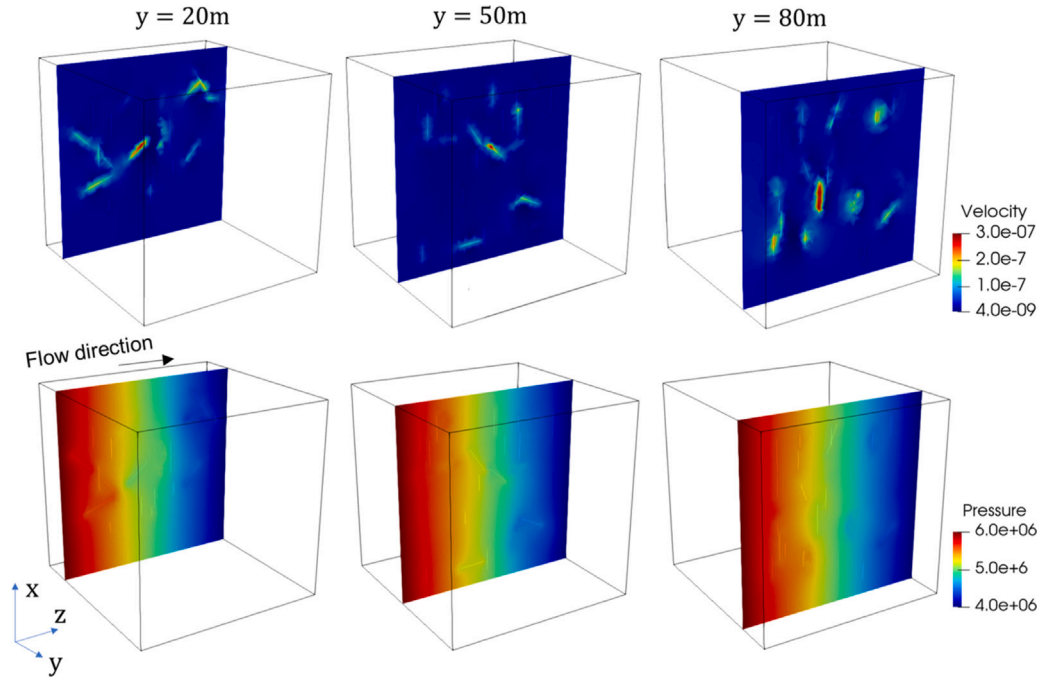 y = 20m
y = 50m
y = 80m
Velocity
3.0e-07
2.0e-7
1.0e-7
4.0e-09
Flow direction
Pressure
6.0e+06
5.0e+6
4.0e+06
x
z
y